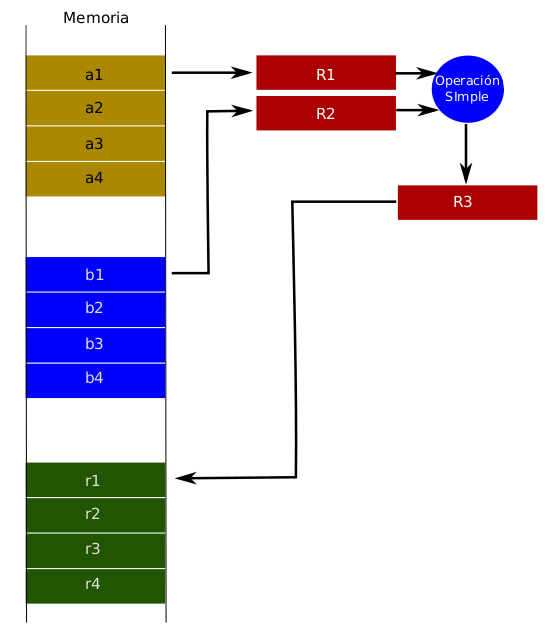 Memoria
a1
a2
a3
a4
b1
b2
b3
b4
r1
r2
r3
r4
R1
R2
Operación
SImple
R3